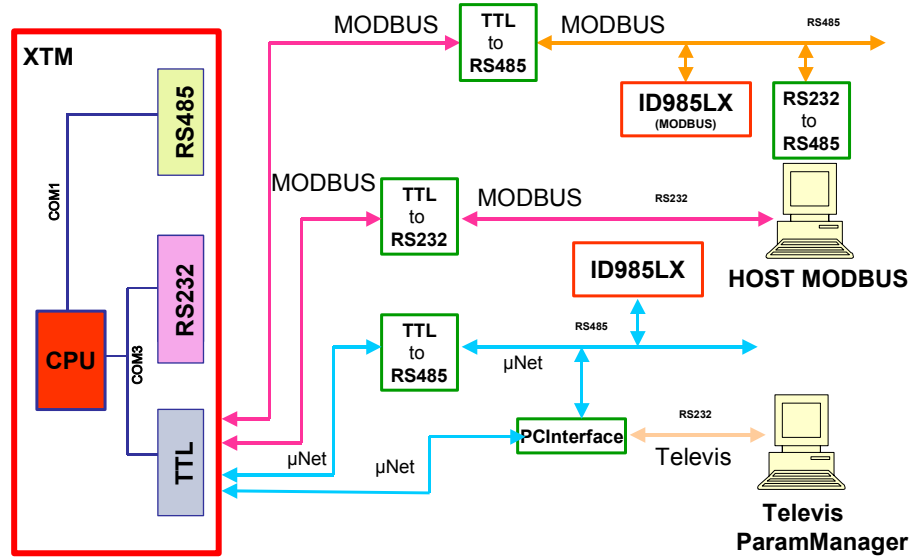 XTM
RS485
COM1
RS232
CPU
COM3
TTL
MODBUS
TTL
to
RS485
MODBUS
RS485
ID985LX
(MODBUS)
RS232
to
RS485
MODBUS
TTL
to
RS232
MODBUS
RS232
HOST MODBUS
ID985LX
TTL
to
RS485
RS485
µNet
µNet
µNet
PCInterface
RS232
Televis
Televis
ParamManager